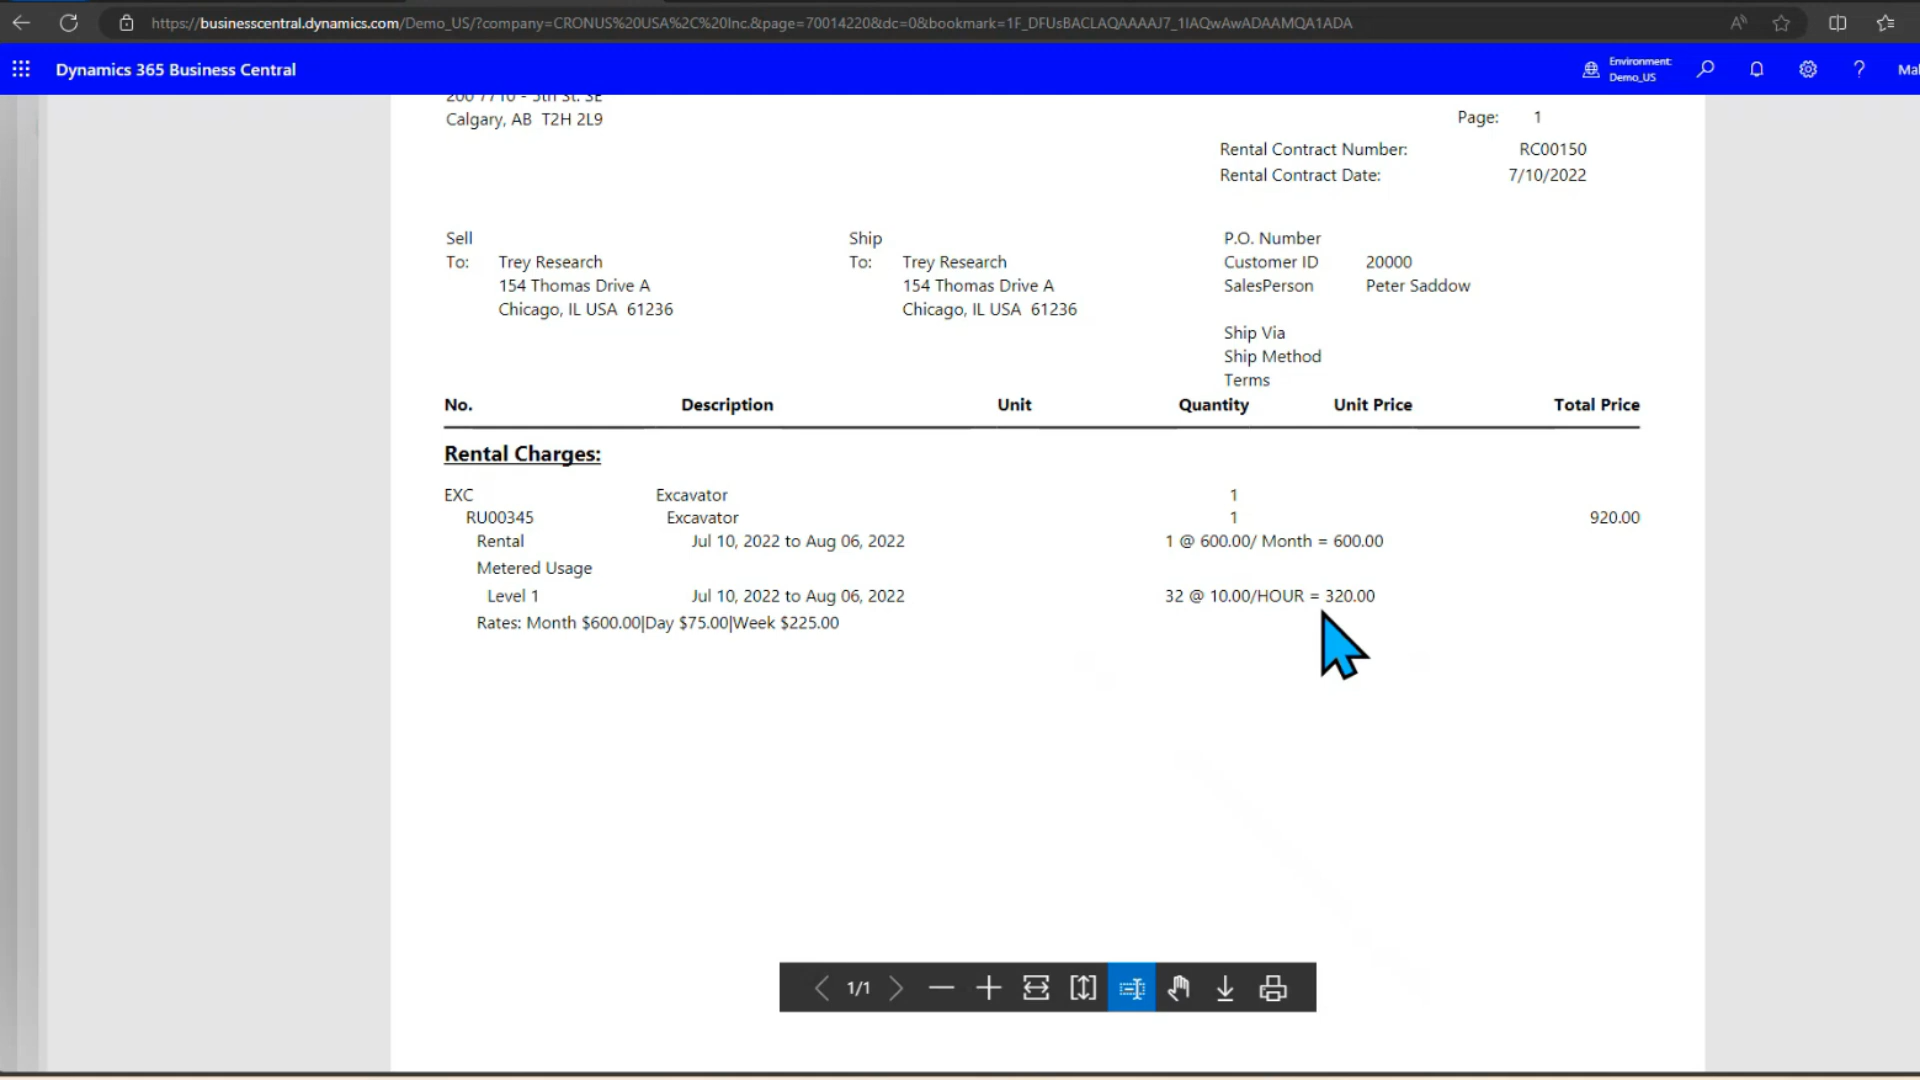 https://businesscentral.dynamics.com/Demo_US/?company=CRONUS%20USA%2C%20Inc.&page=70014220&dc=0&bookmark=1F_DFUsBACLAQAAAAJ7_1IAQwAwADAAMQA1ADA
Dynamics 365 Business Central
Environment:
Demo_US
?
200 7710 - 5th St. SE
Calgary, AB T2H 2L9
Page: 1
Rental Contract Number: RC00150
Rental Contract Date: 7/10/2022
Sell
To: Trey Research
154 Thomas Drive A
Chicago, IL USA 61236
Ship
To: Trey Research
154 Thomas Drive A
Chicago, IL USA 61236
P.O. Number
Customer ID 20000
SalesPerson Peter Saddow
Ship Via
Ship Method
Terms
No. Description Unit Quantity Unit Price Total Price
Rental Charges:
EXC Excavator 1
RU00345 Excavator 1 920.00
Rental Jul 10, 2022 to Aug 06, 2022 1 @ 600.00/ Month = 600.00
Metered Usage
Level 1 Jul 10, 2022 to Aug 06, 2022 32 @ 10.00/HOUR = 320.00
Rates: Month $600.00|Day $75.00|Week $225.00
1/1